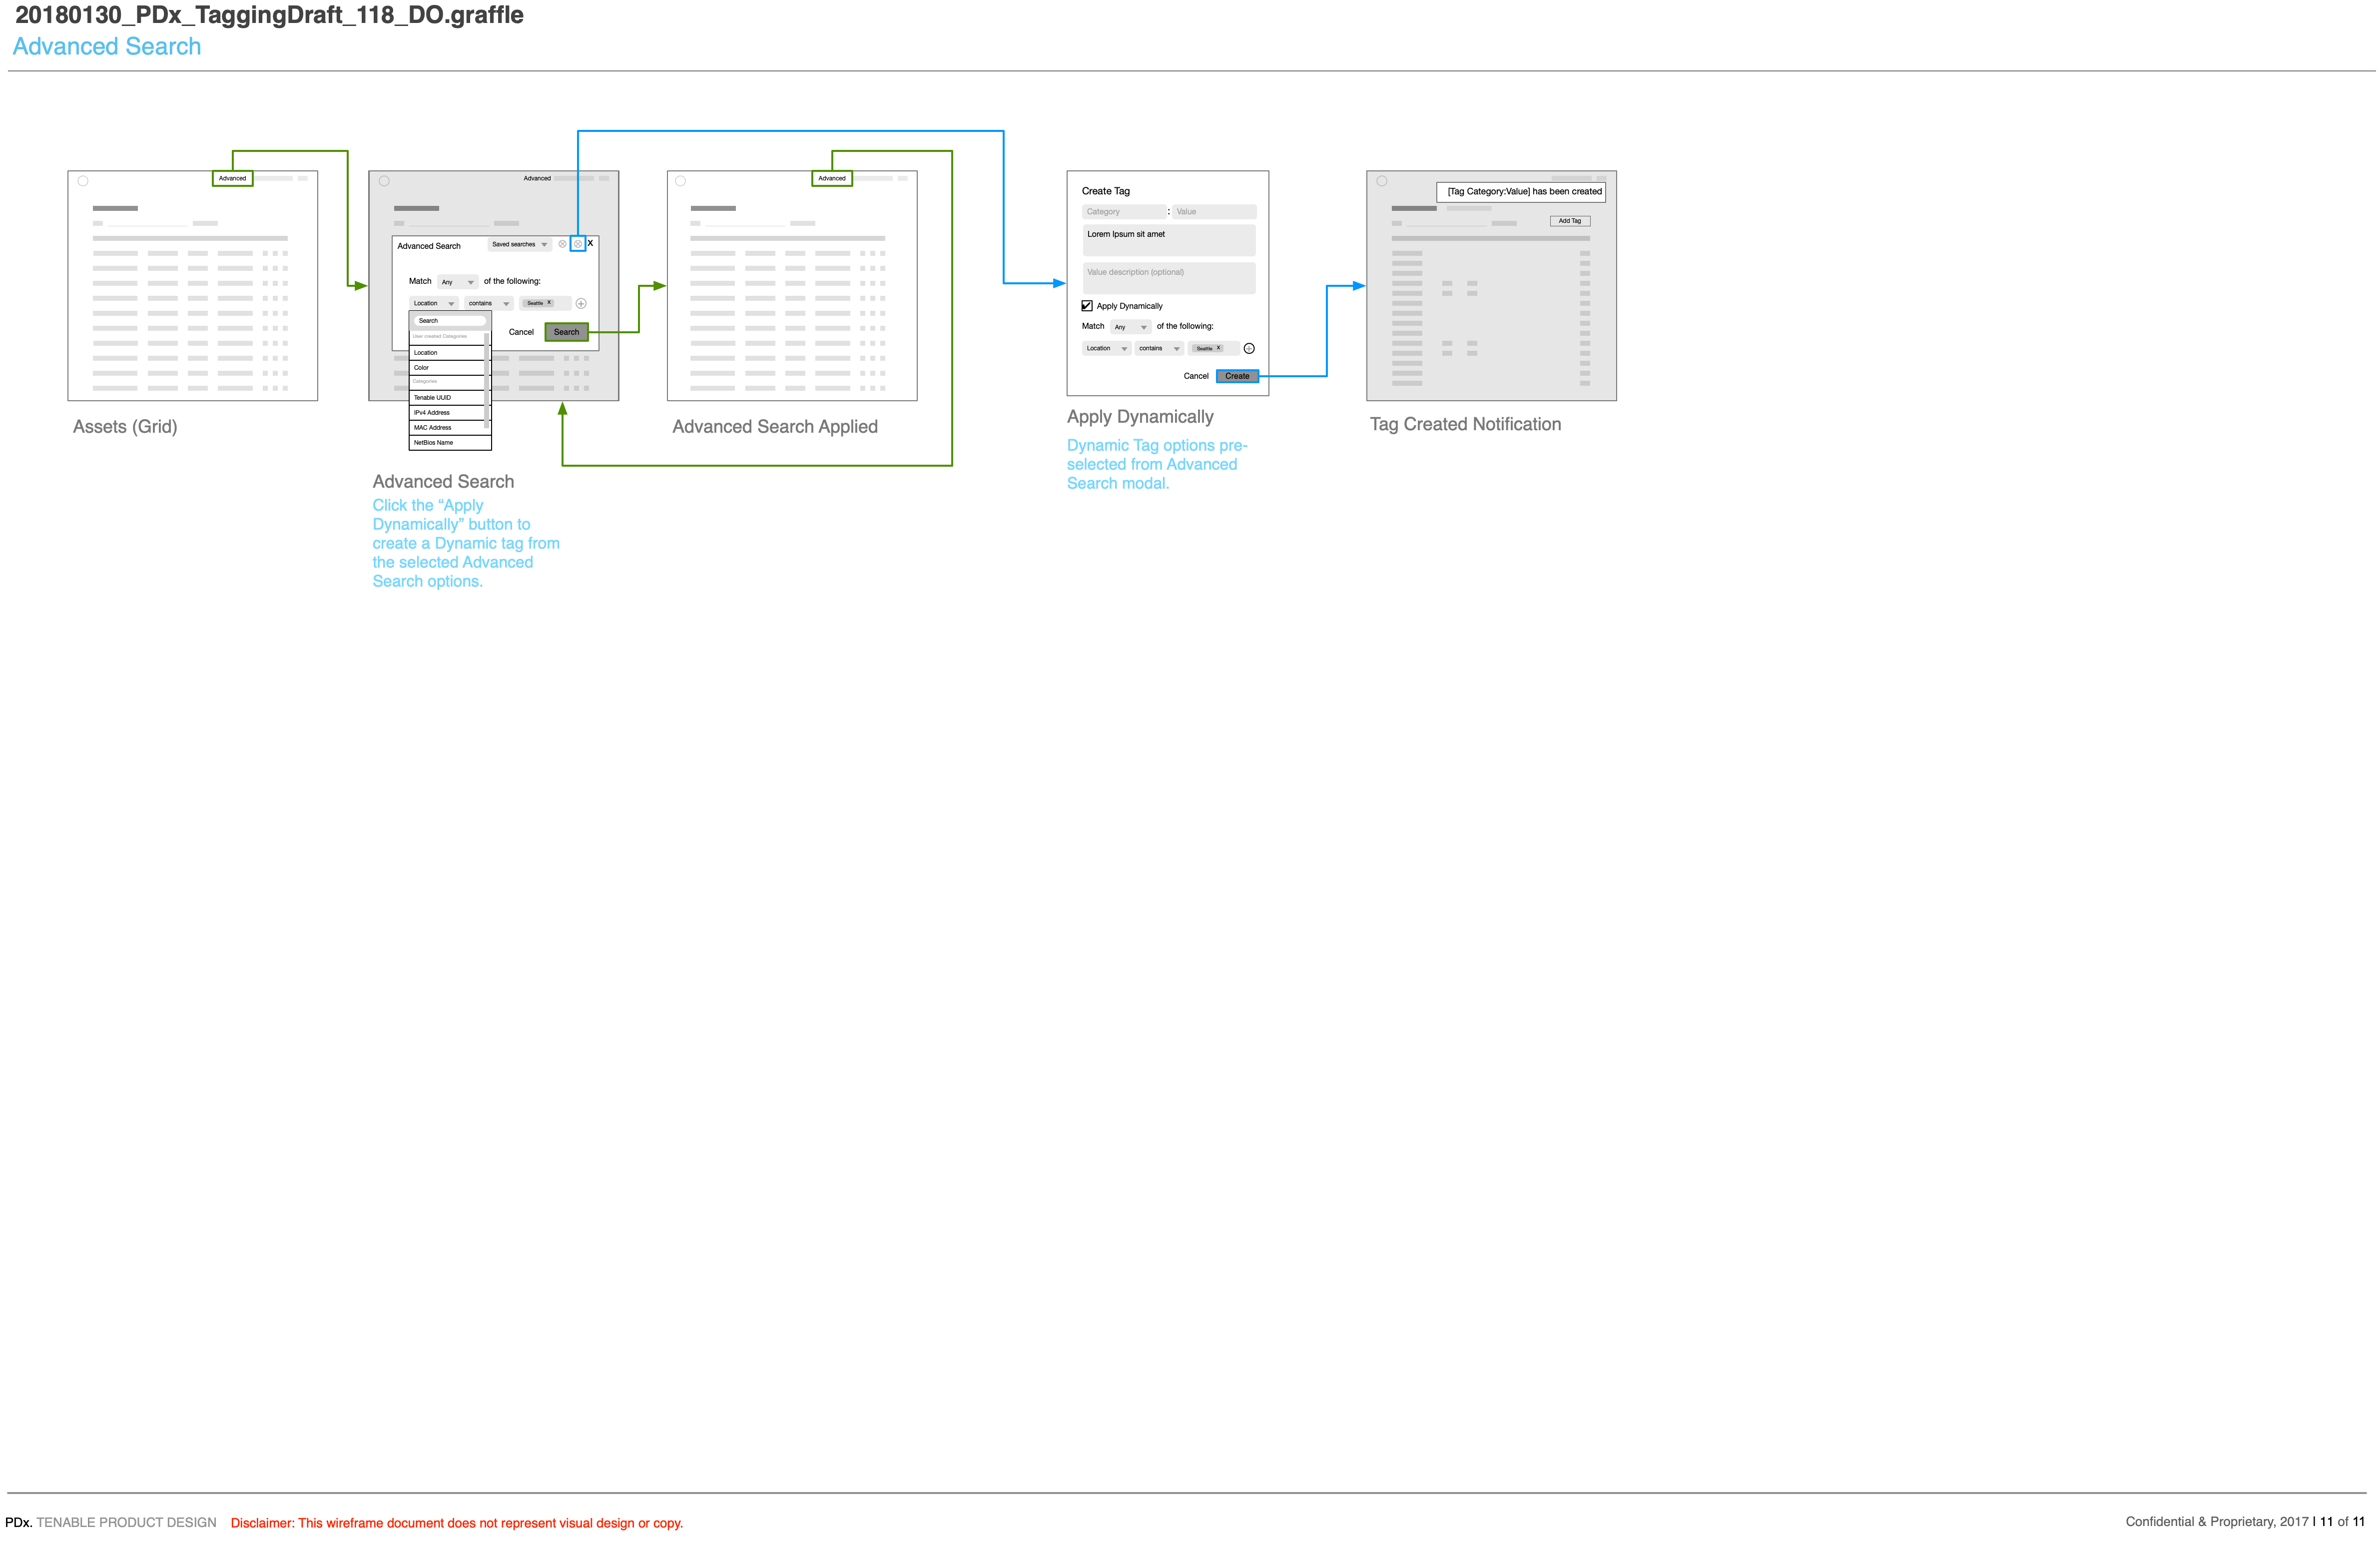 20180130_PDx_TaggingDraft_118_DO.graffle
Advanced Search
Advanced
Assets (Grid)
Advanced
Advanced Search
Saved searches
X
Match
Any
of the following:
Location
contains
Seattle X
Search
User created Categories
Location
Color
Categories
Tenable UUID
IPv4 Address
MAC Address
NetBios Name
Cancel
Search
Advanced Search
Click the “Apply
Dynamically” button to
create a Dynamic tag from
the selected Advanced
Search options.
Advanced
Advanced Search Applied
Create Tag
Category
:
Value
Lorem Ipsum sit amet
Value description (optional)
Apply Dynamically
Match
Any
of the following:
Location
contains
Seattle X
Cancel
Create
Apply Dynamically
Dynamic Tag options pre-
selected from Advanced
Search modal.
[Tag Category:Value] has been created
Add Tag
Tag Created Notification
PDx. TENABLE PRODUCT DESIGN
Disclaimer: This wireframe document does not represent visual design or copy.
Confidential & Proprietary, 2017 | 11 of 11